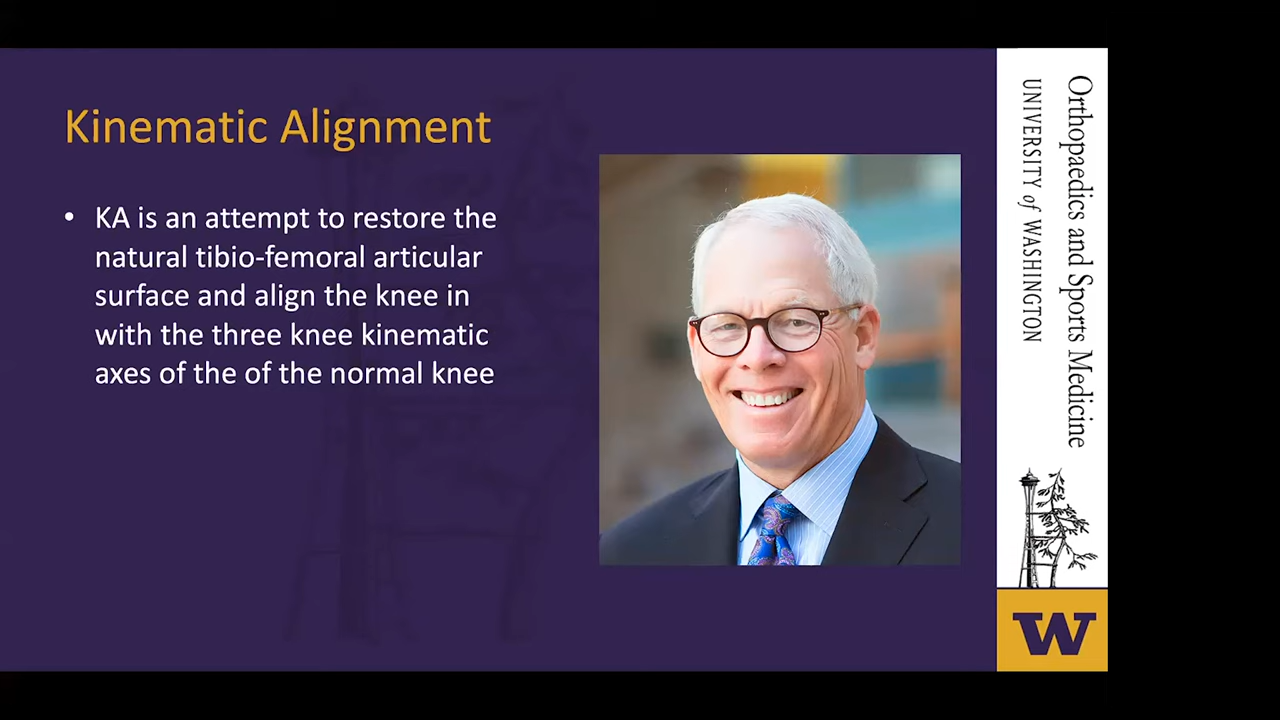 Kinematic Alignment
• KA is an attempt to restore the
natural tibio-femoral articular
surface and align the knee in
with the three knee kinematic
axes of the of the normal knee
Orthopaedics and Sports Medicine
UNIVERSITY of WASHINGTON
W